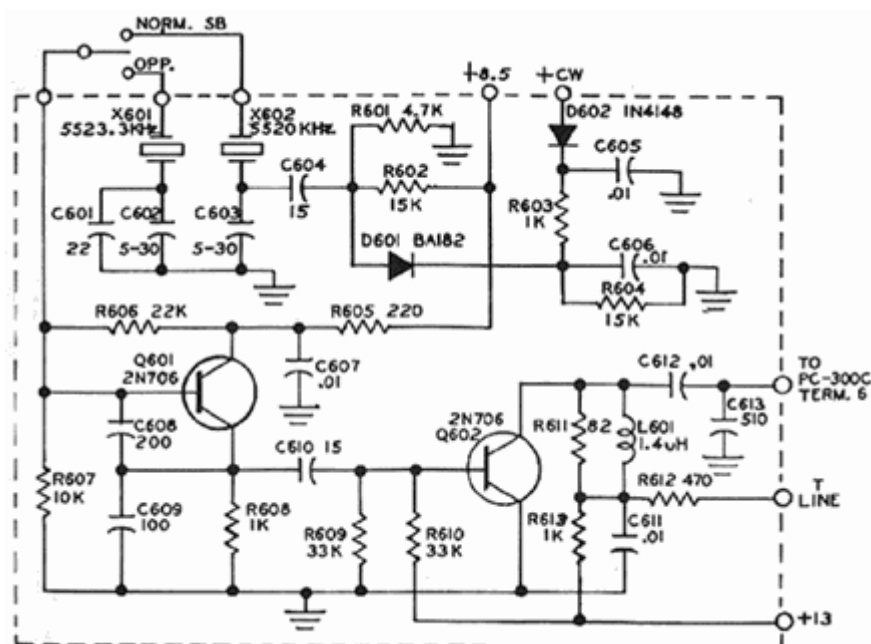 NORM. SB
OPP.
+8.5
+CW
X601
5523.3KHz
X602
5520KHz
R601 4.7K
D602 1N4148
C604
15
R602
15K
C605
.01
R603
1K
C601
22
C602
5-30
C603
5-30
D601 BA182
C606
.01
R604
15K
R606 22K
R605 220
Q601
2N706
C607
.01
C612 .01
TO
PC-300C
TERM. 6
C608
200
2N706
Q602
R611
82
L601
1.4uH
C613
510
C610 15
R607
10K
R612 470
T
LINE
C609
100
R608
1K
R609
33K
R610
33K
R613
1K
C611
.01
+13